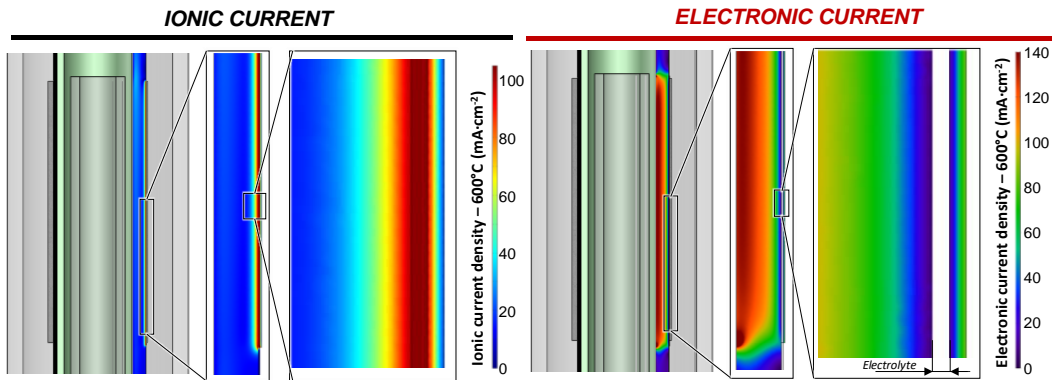 IONIC CURRENT
ELECTRONIC CURRENT
100
80
60
40
20
0
Ionic current density – 600°C (mA·cm⁻²)
140
120
100
80
60
40
20
0
Electronic current density – 600°C (mA·cm⁻²)
Electrolyte